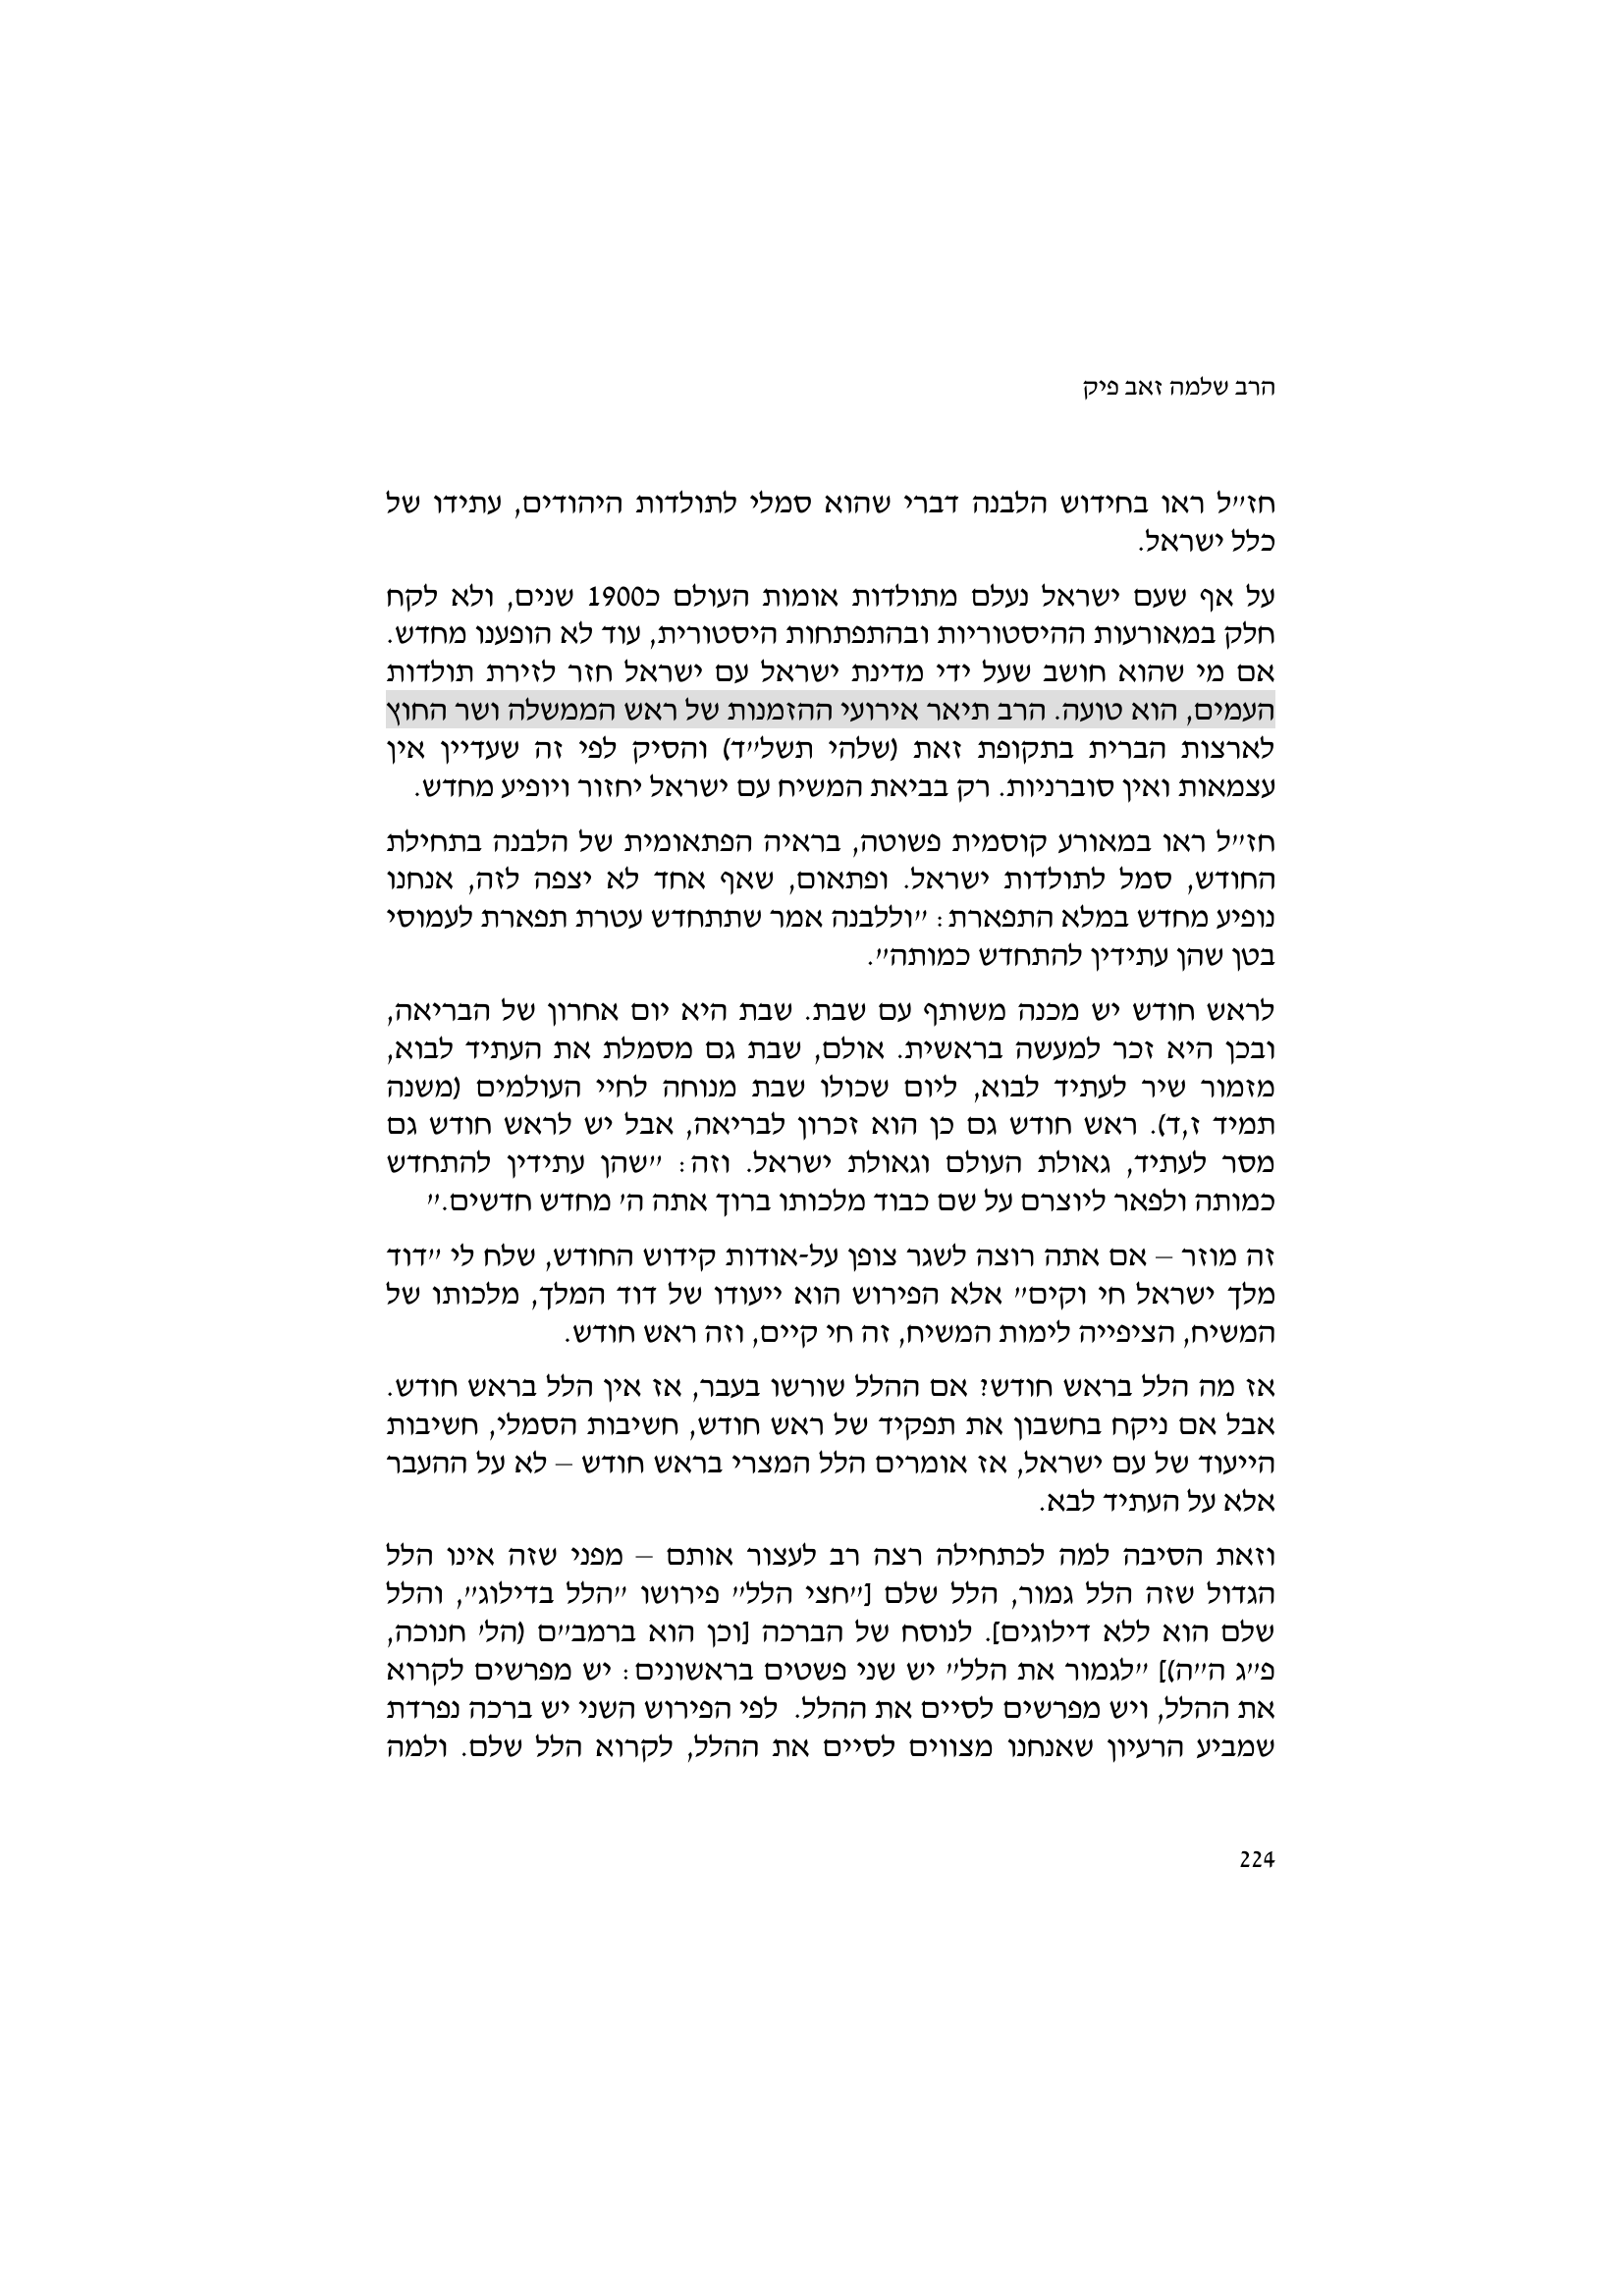 הרב שלמה זאב פיק
חז״ל ראו בחידוש הלבנה דברי שהוא סמלי לתולדות היהודים, עתידו של
כלל ישראל.
על אף שעם ישראל נעלם מתולדות אומות העולם כ1900 שנים, ולא לקח
חלק במאורעות ההיסטוריות ובהתפתחות היסטורית, עוד לא הופענו מחדש.
אם מי שהוא חושב שעל ידי מדינת ישראל עם ישראל חזר לזירת תולדות
העמים, הוא טועה. הרב תיאר אירועי ההזמנות של ראש הממשלה ושר החוץ
לארצות הברית בתקופת זאת (שלהי תשל״ד) והסיק לפי זה שעדיין אין
עצמאות ואין סוברניות. רק בביאת המשיח עם ישראל יחזור ויופיע מחדש.
חז״ל ראו במאורע קוסמית פשוטה, בראיה הפתאומית של הלבנה בתחילת
החודש, סמל לתולדות ישראל. ופתאום, שאף אחד לא יצפה לזה, אנחנו
נופיע מחדש במלא התפארת: ״וללבנה אמר שתתחדש עטרת תפארת לעמוסי
בטן שהן עתידין להתחדש כמותה״.
לראש חודש יש מכנה משותף עם שבת. שבת היא יום אחרון של הבריאה,
ובכן היא זכר למעשה בראשית. אולם, שבת גם מסמלת את העתיד לבוא,
מזמור שיר לעתיד לבוא, ליום שכולו שבת מנוחה לחיי העולמים (משנה
תמיד ז,ד). ראש חודש גם כן הוא זכרון לבריאה, אבל יש לראש חודש גם
מסר לעתיד, גאולת העולם וגאולת ישראל. וזה: ״שהן עתידין להתחדש
כמותה ולפאר ליוצרם על שם כבוד מלכותו ברוך אתה ה׳ מחדש חדשים.״
זה מוזר – אם אתה רוצה לשגר צופן על-אודות קידוש החודש, שלח לי ״דוד
מלך ישראל חי וקים״ אלא הפירוש הוא ייעודו של דוד המלך, מלכותו של
המשיח, הציפייה לימות המשיח, זה חי קיים, וזה ראש חודש.
אז מה הלל בראש חודש? אם ההלל שורשו בעבר, אז אין הלל בראש חודש.
אבל אם ניקח בחשבון את תפקיד של ראש חודש, חשיבות הסמלי, חשיבות
הייעוד של עם ישראל, אז אומרים הלל המצרי בראש חודש – לא על ההעבר
אלא על העתיד לבא.
וזאת הסיבה למה לכתחילה רצה רב לעצור אותם – מפני שזה אינו הלל
הגדול שזה הלל גמור, הלל שלם [״חצי הלל״ פירושו ״הלל בדילוג״, והלל
שלם הוא ללא דילוגים]. לנוסח של הברכה [וכן הוא ברמב״ם (הל׳ חנוכה,
פ״ג ה״ה)] ״לגמור את הלל״ יש שני פשטים בראשונים: יש מפרשים לקרוא
את ההלל, ויש מפרשים לסיים את ההלל. לפי הפירוש השני יש ברכה נפרדת
שמביע הרעיון שאנחנו מצווים לסיים את ההלל, לקרוא הלל שלם. ולמה
224